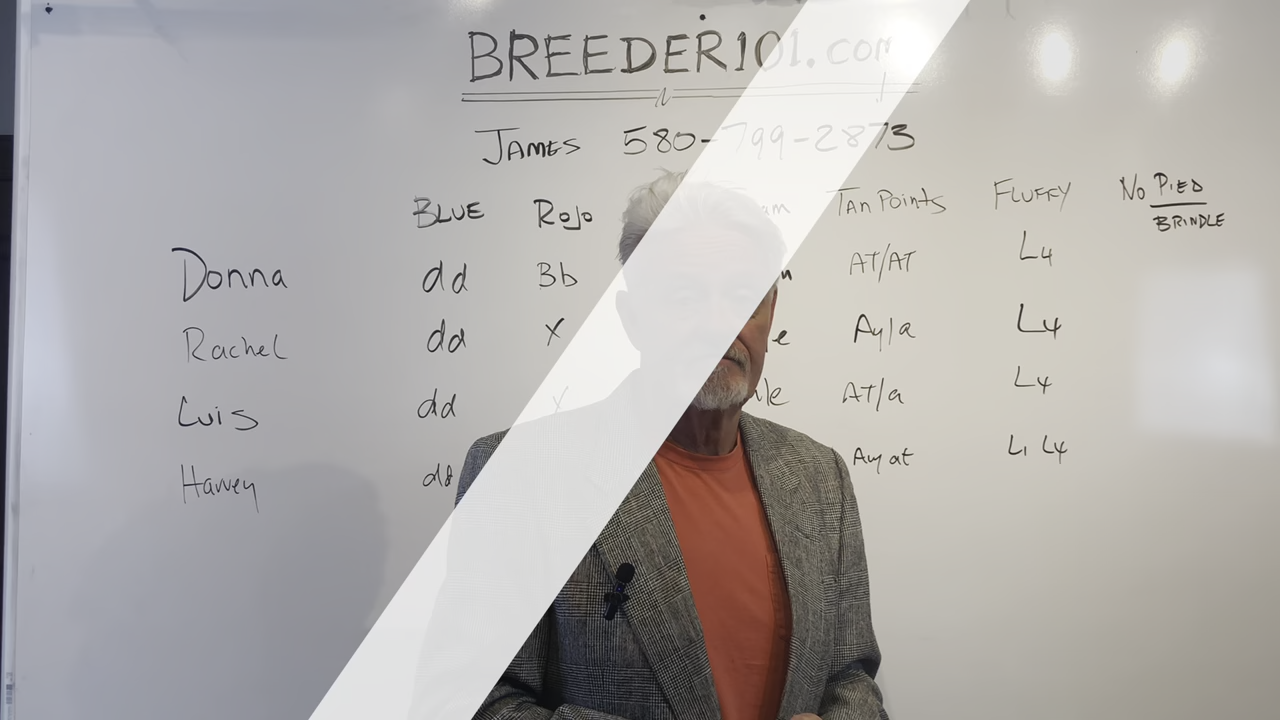 BREEDER101.com
JAMES 580-799-2873
BLUE Rojo TAN POINTS FLUFFY NO PIED
BRINDLE
Donna dd Bb AT/AT L4
Rachel dd X Ay/a L4
Luis dd X AT/a L4
Harvey Ay at L1 L4